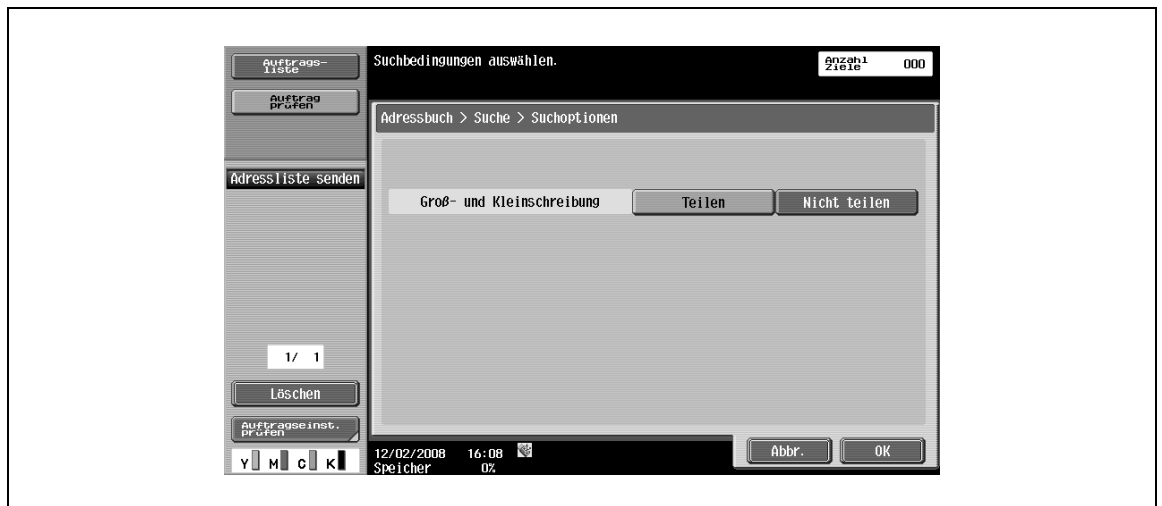 Auftrags-
liste
Auftrag
prüfen
Adressliste senden
1/ 1
Löschen
Auftragseinst.
prüfen
Y M C K
Suchbedingungen auswählen.
Anzahl
Ziele 000
Adressbuch > Suche > Suchoptionen
Groß- und Kleinschreibung Teilen Nicht teilen
12/02/2008 16:08
Speicher 0%
Abbr. OK